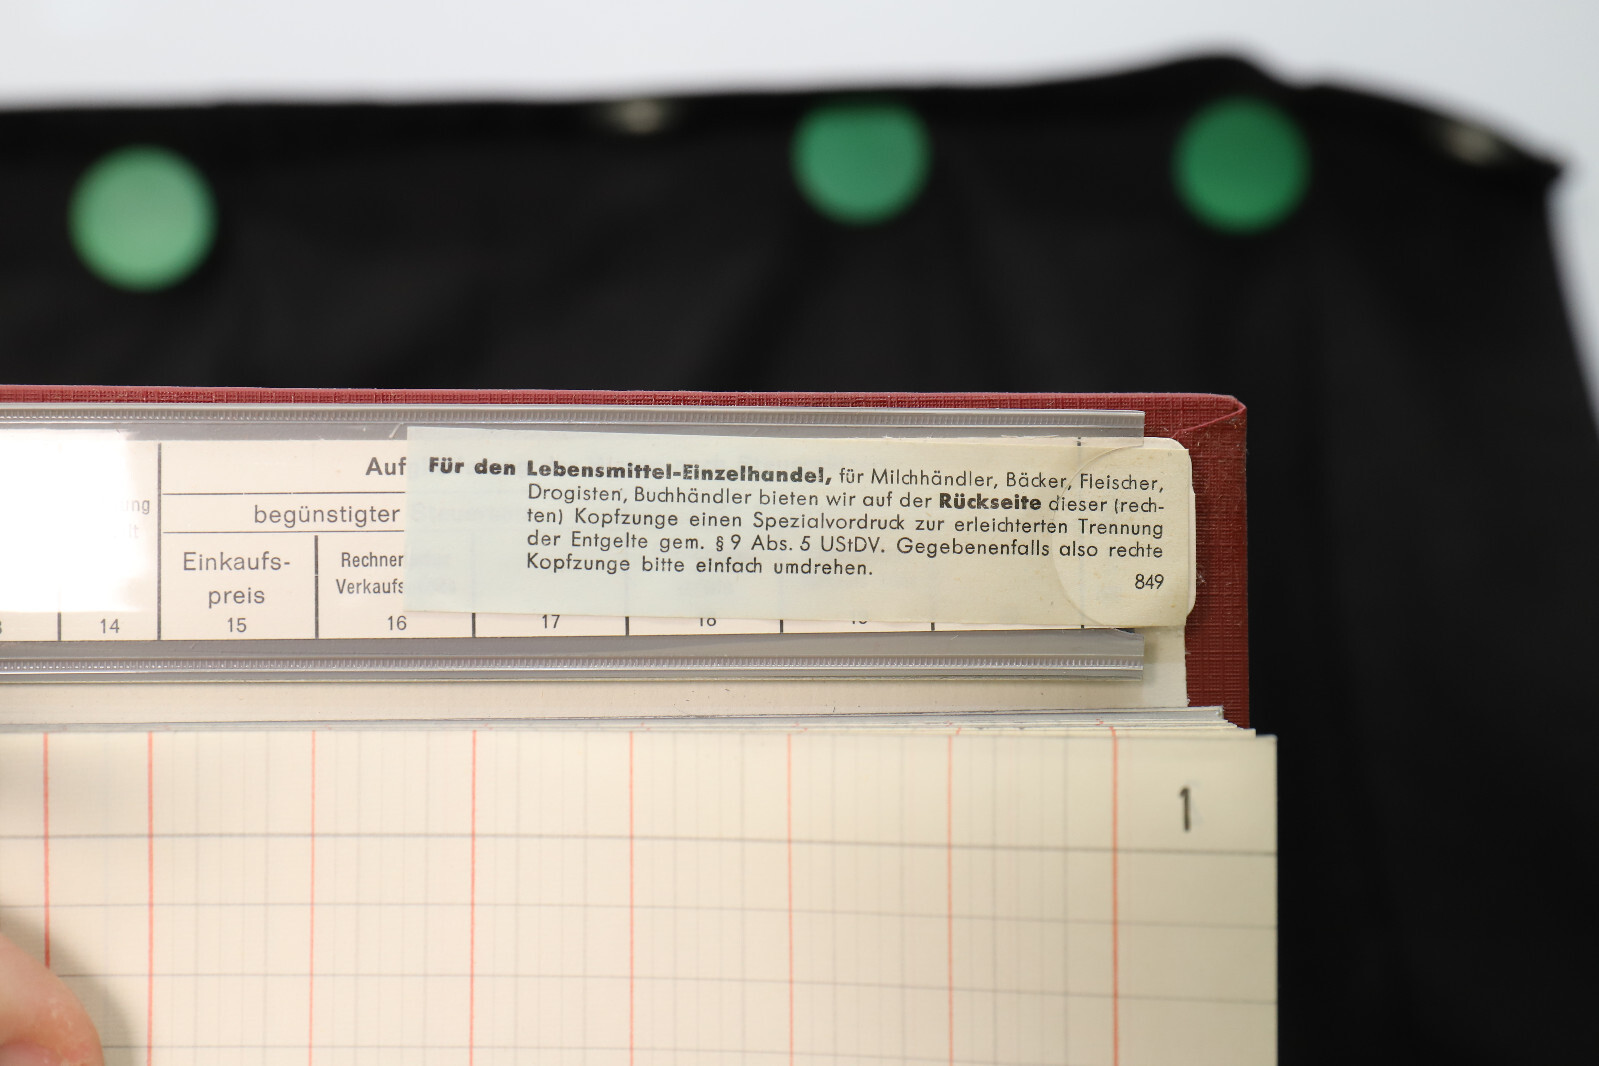 Für den Lebensmittel-Einzelhandel, für Milchhändler, Bäcker, Fleischer,
Drogisten, Buchhändler bieten wir auf der Rückseite dieser (rech-
ten) Kopfzunge einen Spezialvordruck zur erleichterten Trennung
der Entgelte gem. § 9 Abs. 5 UStDV. Gegebenenfalls also rechte
Kopfzunge bitte einfach umdrehen.
849
Auf
begünstigter
Einkaufs-
preis
Rechner
Verkaufs
14 15 16 17 18
1